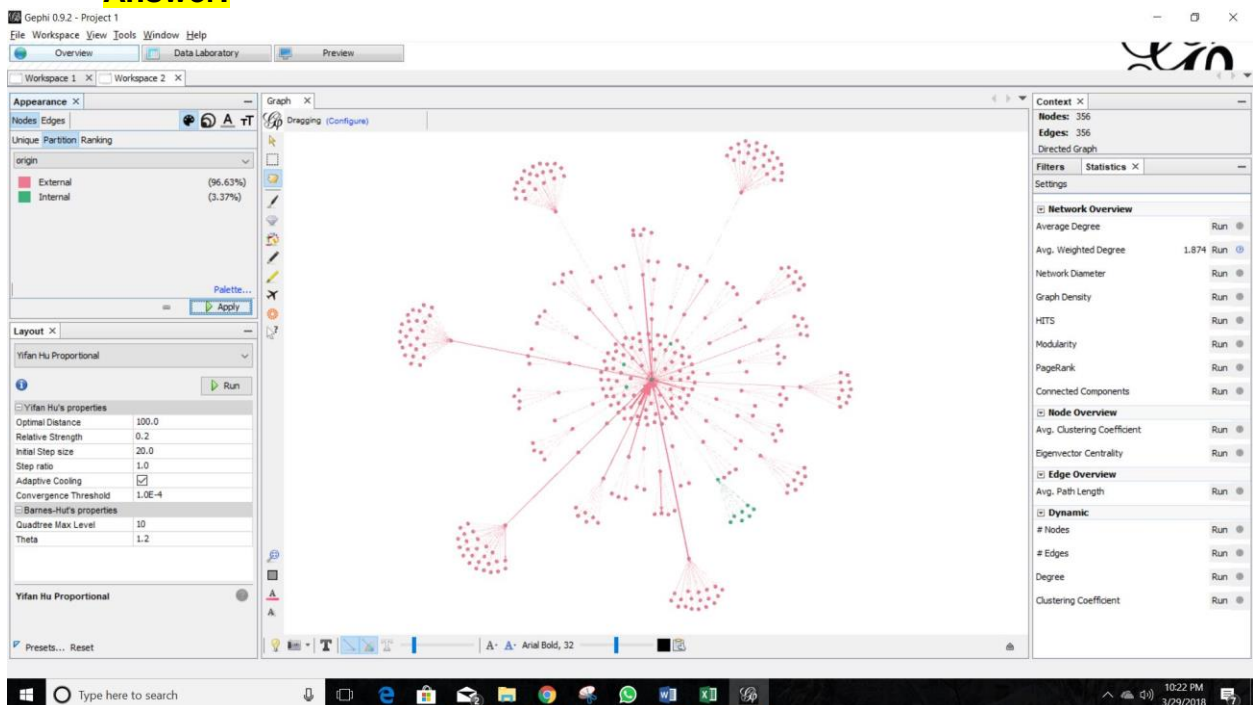 Answer:
Gephi 0.9.2 - Project 1
File Workspace View Tools Window Help
Overview Data Laboratory Preview
Workspace 1 X Workspace 2 X
Appearance X
Nodes Edges
Unique Partition Ranking
origin
External (96.63%)
Internal (3.37%)
Palette...
Apply
Layout X
Yifan Hu Proportional
Run
Yifan Hu's properties
Optimal Distance 100.0
Relative Strength 0.2
Initial Step size 20.0
Step ratio 1.0
Adaptive Cooling
Convergence Threshold 1.0E-4
Barnes-Hut's properties
Quadtree Max Level 10
Theta 1.2
Yifan Hu Proportional
Presets... Reset
Graph X
Dragging (Configure)
A- A- Arial Bold, 32
Context X
Nodes: 356
Edges: 356
Directed Graph
Filters Statistics X
Settings
Network Overview
Average Degree Run
Avg. Weighted Degree 1.874 Run
Network Diameter Run
Graph Density Run
HITS Run
Modularity Run
PageRank Run
Connected Components Run
Node Overview
Avg. Clustering Coefficient Run
Eigenvector Centrality Run
Edge Overview
Avg. Path Length Run
Dynamic
# Nodes Run
# Edges Run
Degree Run
Clustering Coefficient Run
Type here to search
10:22 PM
3/29/2018